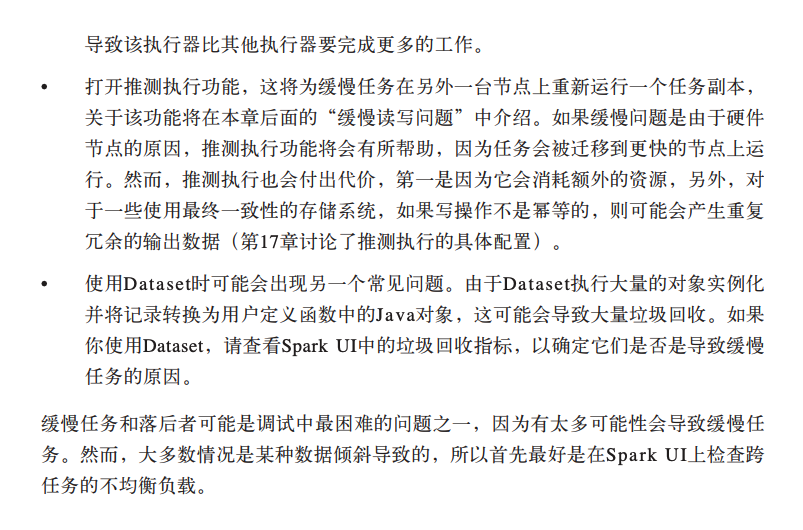 导致该执行器比其他执行器要完成更多的工作。
• 打开推测执行功能，这将为缓慢任务在另外一台节点上重新运行一个任务副本，
关于该功能将在本章后面的“缓慢读写问题”中介绍。如果缓慢问题是由于硬件
节点的原因，推测执行功能将会有所帮助，因为任务会被迁移到更快的节点上运
行。然而，推测执行也会付出代价，第一是因为它会消耗额外的资源，另外，对
于一些使用最终一致性的存储系统，如果写操作不是幂等的，则可能会产生重复
冗余的输出数据（第17章讨论了推测执行的具体配置）。
• 使用Dataset时可能会出现另一个常见问题。由于Dataset执行大量的对象实例化
并将记录转换为用户定义函数中的Java对象，这可能会导致大量垃圾回收。如果
你使用Dataset，请查看Spark UI中的垃圾回收指标，以确定它们是否是导致缓慢
任务的原因。
缓慢任务和落后者可能是调试中最困难的问题之一，因为有太多可能性会导致缓慢任
务。然而，大多数情况是某种数据倾斜导致的，所以首先最好是在Spark UI上检查跨
任务的不均衡负载。